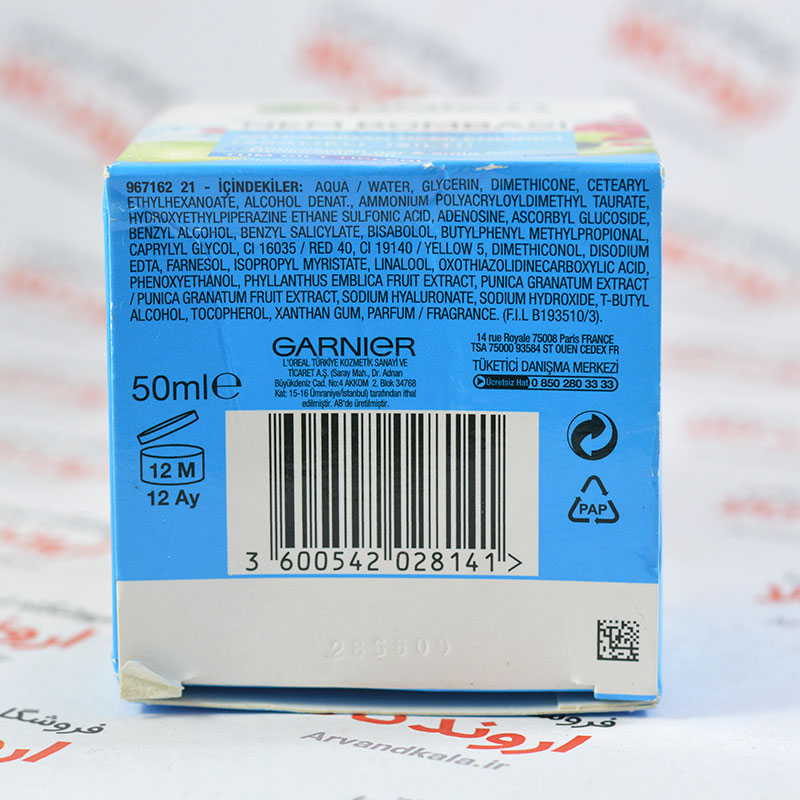 NEM BOMBASI
967162 21 - İÇİNDEKİLER: AQUA / WATER, GLYCERIN, DIMETHICONE, CETEARYL
ETHYLHEXANOATE, ALCOHOL DENAT., AMMONIUM POLYACRYLOYLDIMETHYL TAURATE,
HYDROXYETHYLPIPERAZINE ETHANE SULFONIC ACID, ADENOSINE, ASCORBYL GLUCOSIDE,
BENZYL ALCOHOL, BENZYL SALICYLATE, BISABOLOL, BUTYLPHENYL METHYLPROPIONAL,
CAPRYLYL GLYCOL, CI 16035 / RED 40, CI 19140 / YELLOW 5, DIMETHICONOL, DISODIUM
EDTA, FARNESOL, ISOPROPYL MYRISTATE, LINALOOL, OXOTHIAZOLIDINECARBOXYLIC ACID,
PHENOXYETHANOL, PHYLLANTHUS EMBLICA FRUIT EXTRACT, PUNICA GRANATUM EXTRACT
/ PUNICA GRANATUM FRUIT EXTRACT, SODIUM HYALURONATE, SODIUM HYDROXIDE, T-BUTYL
ALCOHOL, TOCOPHEROL, XANTHAN GUM, PARFUM / FRAGRANCE. (F.I.L B193510/3).
GARNIER
L'OREAL TÜRKİYE KOZMETİK SANAYİ VE
TİCARET A.Ş. (Saray Mah., Dr. Adnan
Büyükdeniz Cad. No:4 AKKOM 2. Blok 34768
Kat: 15-16 Ümraniye/İstanbul) tarafından ithal
edilmiştir. AB'de üretilmiştir.
14 rue Royale 75008 Paris FRANCE
TSA 75000 93584 ST OUEN CEDEX FR
TÜKETİCİ DANIŞMA MERKEZİ
Ücretsiz Hat 0 850 280 33 33
50ml e
12 M
12 Ay
PAP
3 600542 028141 >
28S600
فروشگاه
اروند
Arvandkala.ir